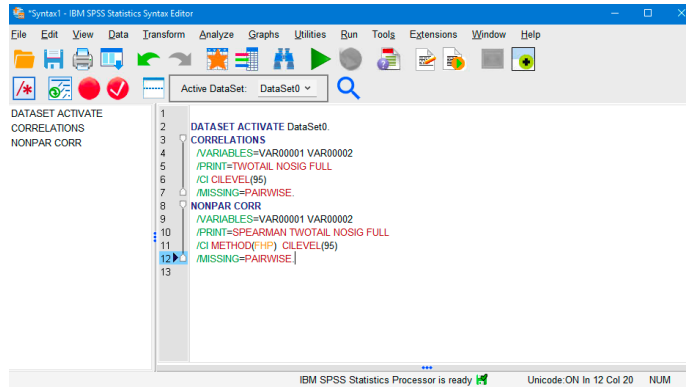 *Syntax1 - IBM SPSS Statistics Syntax Editor
File Edit View Data Transform Analyze Graphs Utilities Run Tools Extensions Window Help
Active DataSet: DataSet0
DATASET ACTIVATE
CORRELATIONS
NONPAR CORR
1
2 DATASET ACTIVATE DataSet0.
3 CORRELATIONS
4 /VARIABLES=VAR00001 VAR00002
5 /PRINT=TWOTAIL NOSIG FULL
6 /CI CILEVEL(95)
7 /MISSING=PAIRWISE.
8 NONPAR CORR
9 /VARIABLES=VAR00001 VAR00002
10 /PRINT=SPEARMAN TWOTAIL NOSIG FULL
11 /CI METHOD(FHP) CILEVEL(95)
12 /MISSING=PAIRWISE.
13
IBM SPSS Statistics Processor is ready Unicode:ON In 12 Col 20 NUM